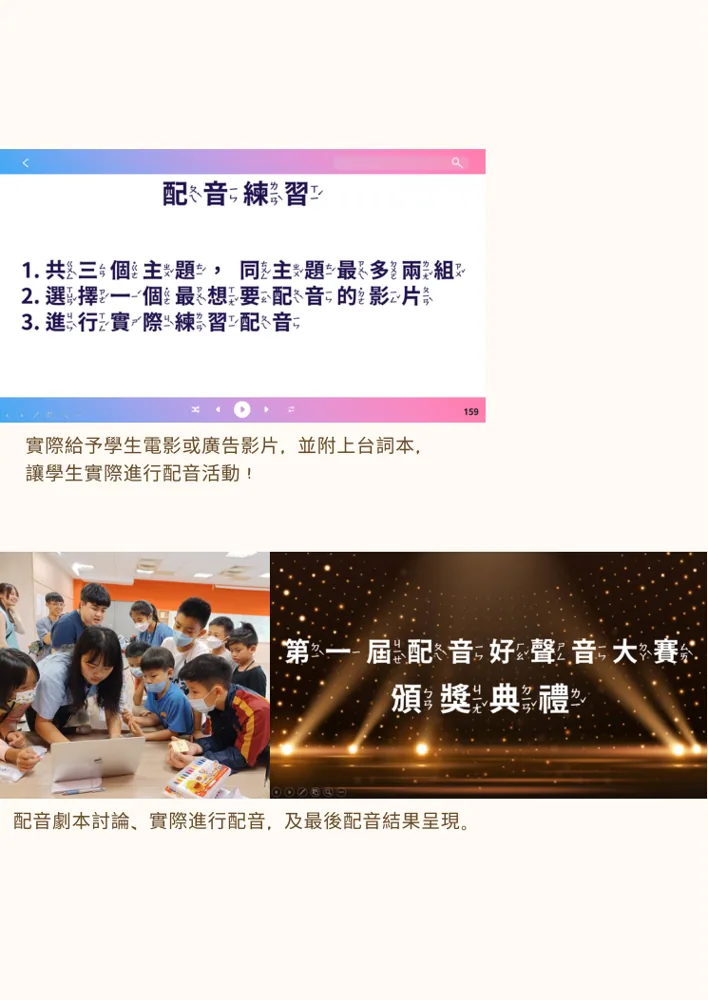 配音練習
1. 共三個主題，同主題最多兩組
2. 選擇一個最想要配音的影片
3. 進行實際練習配音
159
實際給予學生電影或廣告影片，並附上台詞本，
讓學生實際進行配音活動！
第一屆配音好聲音大賽
頒獎典禮
配音劇本討論、實際進行配音，及最後配音結果呈現。